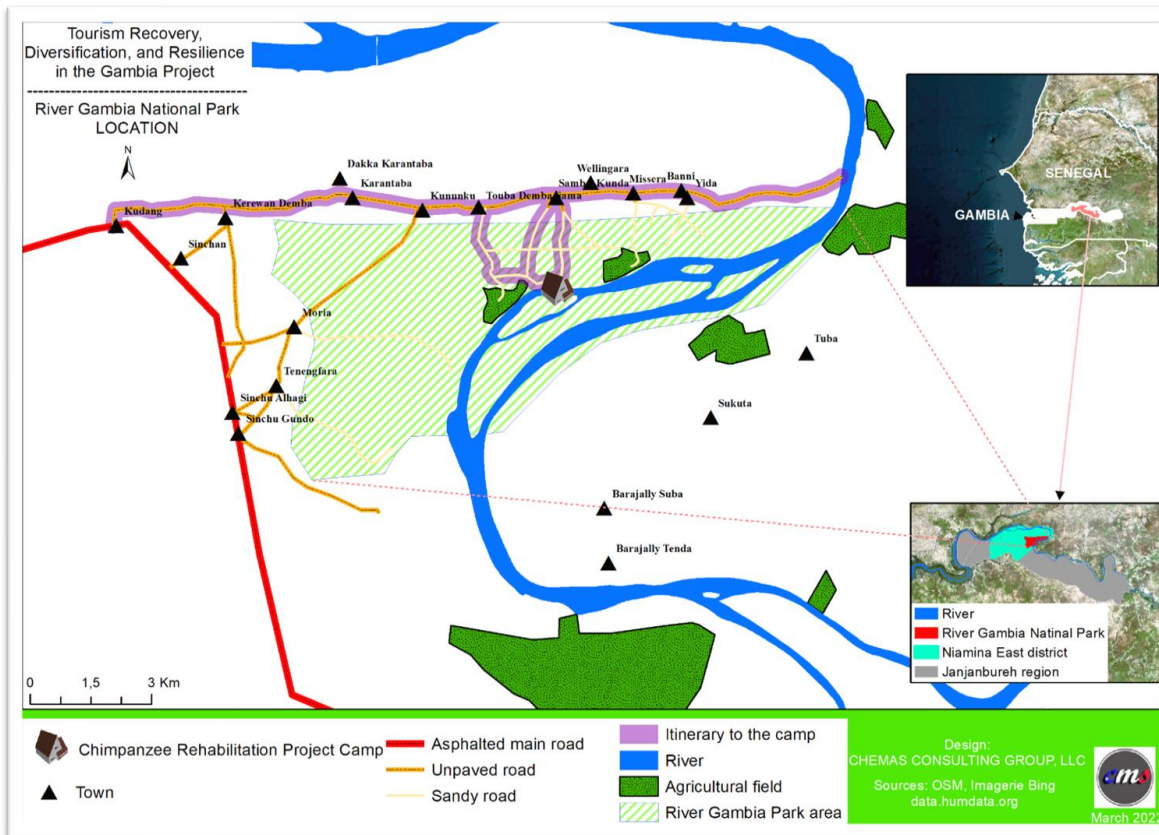 Tourism Recovery,
Diversification, and Resilience
in the Gambia Project
River Gambia National Park
LOCATION
N
Dakka Karantaba
Wellingara
Karantaba
Kununku
Touba Demba Sama
Samba Kunda
Missera
Banni
Yida
Kudang
Kerewan Demba
Sinchan
Moria
Tenengfara
Sinchu Alhagi
Sinchu Gundo
Tuba
Sukuta
Barajally Suba
Barajally Tenda
SENEGAL
GAMBIA
River
River Gambia Natinal Park
Niamina East district
Janjanbureh region
0 1,5 3 Km
Chimpanzee Rehabilitation Project Camp
Town
Asphalted main road
Unpaved road
Sandy road
Itinerary to the camp
River
Agricultural field
River Gambia Park area
Design:
CHEMAS CONSULTING GROUP, LLC
Sources: OSM, Imagerie Bing
data.humdata.org
cms
March 2022